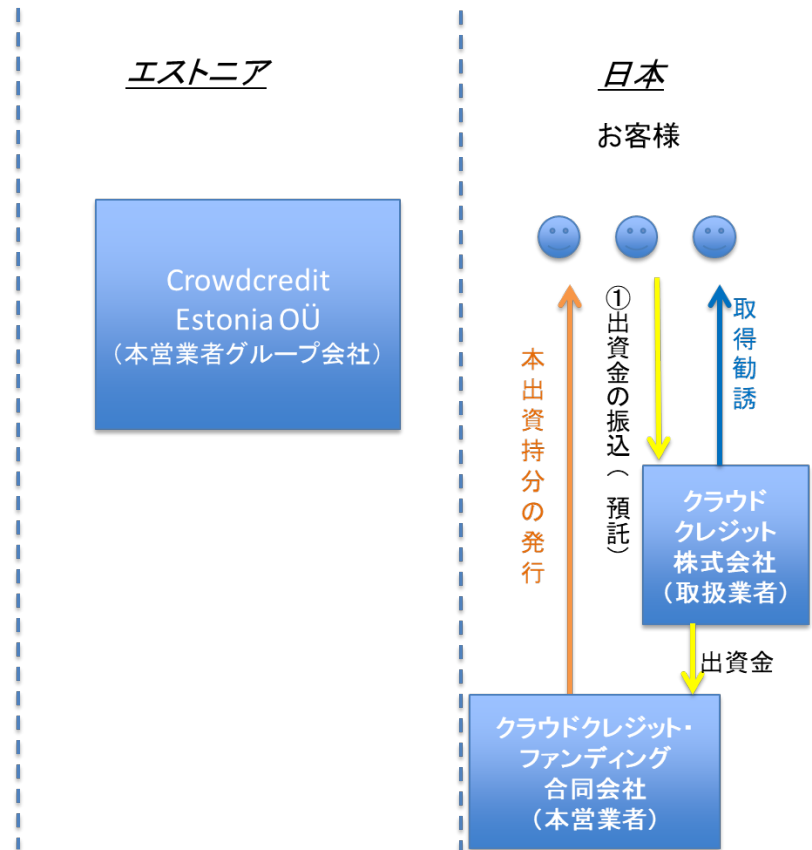 エストニア
日本
お客様
Crowdcredit
Estonia OÜ
（本営業者グループ会社）
本出資持分の発行
①出資金の振込（預託）
取得勧誘
クラウド
クレジット
株式会社
（取扱業者）
出資金
クラウドクレジット・
ファンディング
合同会社
（本営業者）